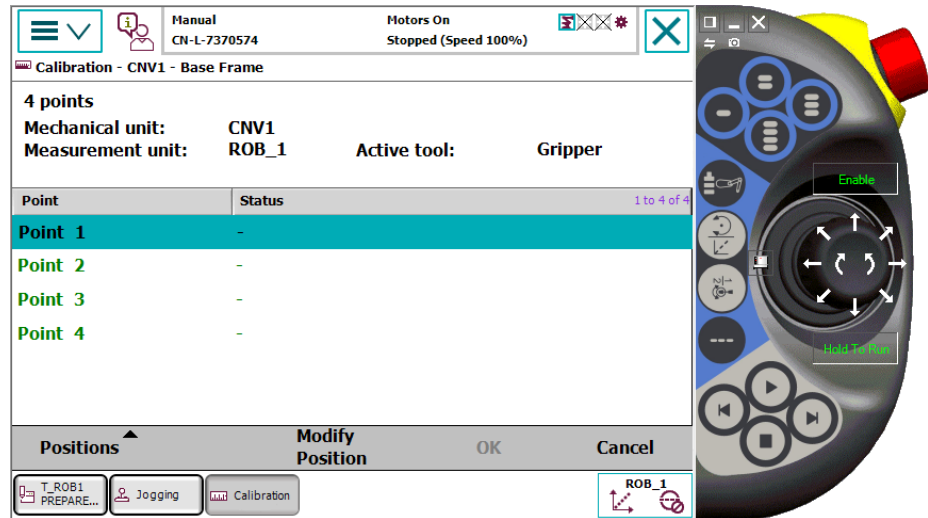 Manual
CN-L-7370574
Motors On
Stopped (Speed 100%)
Calibration - CNV1 - Base Frame
4 points
Mechanical unit: CNV1
Measurement unit: ROB_1 Active tool: Gripper
Point Status 1 to 4 of 4
Point 1 -
Point 2 -
Point 3 -
Point 4 -
Positions Modify Position OK Cancel
T_ROB1 PREPARE...
Jogging
Calibration
ROB_1
Enable
Hold To Run